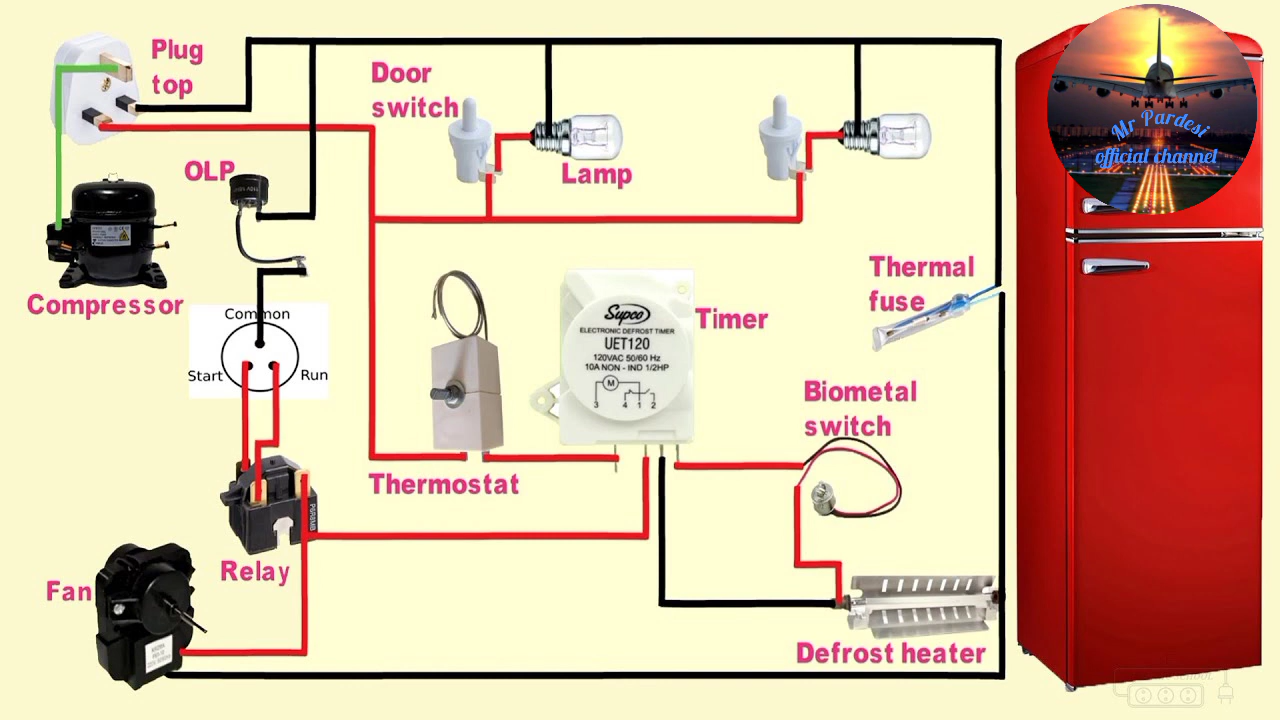 Plug
top
Door
switch
Mr Pardesi
official channel
OLP
Lamp
Compressor
Thermal
fuse
Common
Start
Run
Supco
ELECTRONIC DEFROST TIMER
UET120
120VAC 50/60 Hz
10A NON - IND 1/2HP
M
3 4 1 2
Timer
Biometal
switch
Thermostat
Relay
Fan
Defrost heater